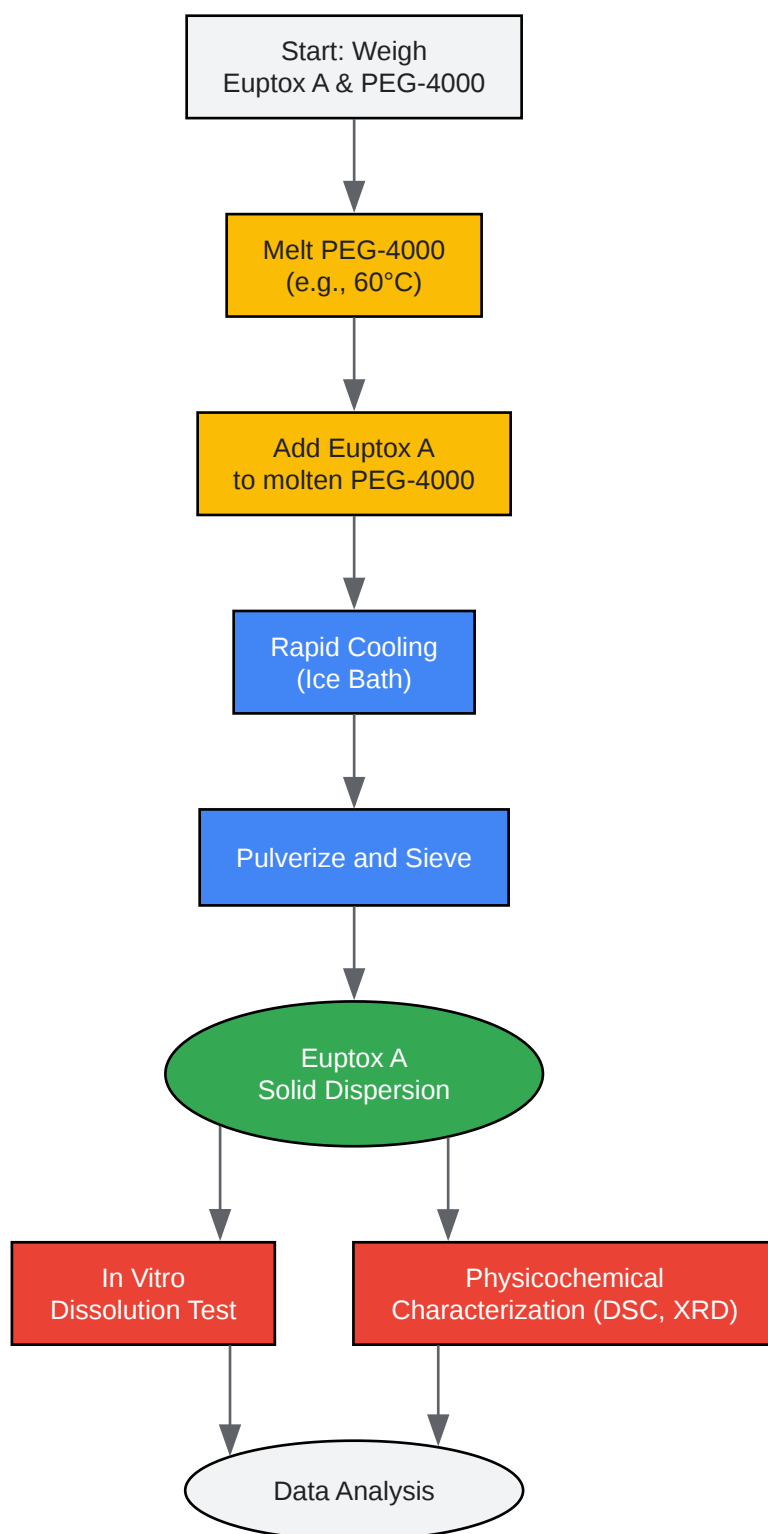 Start: Weigh
Euptox A & PEG-4000
Melt PEG-4000
(e.g., 60°C)
Add Euptox A
to molten PEG-4000
Rapid Cooling
(Ice Bath)
Pulverize and Sieve
Euptox A
Solid Dispersion
In Vitro
Dissolution Test
Physicochemical
Characterization (DSC, XRD)
Data Analysis